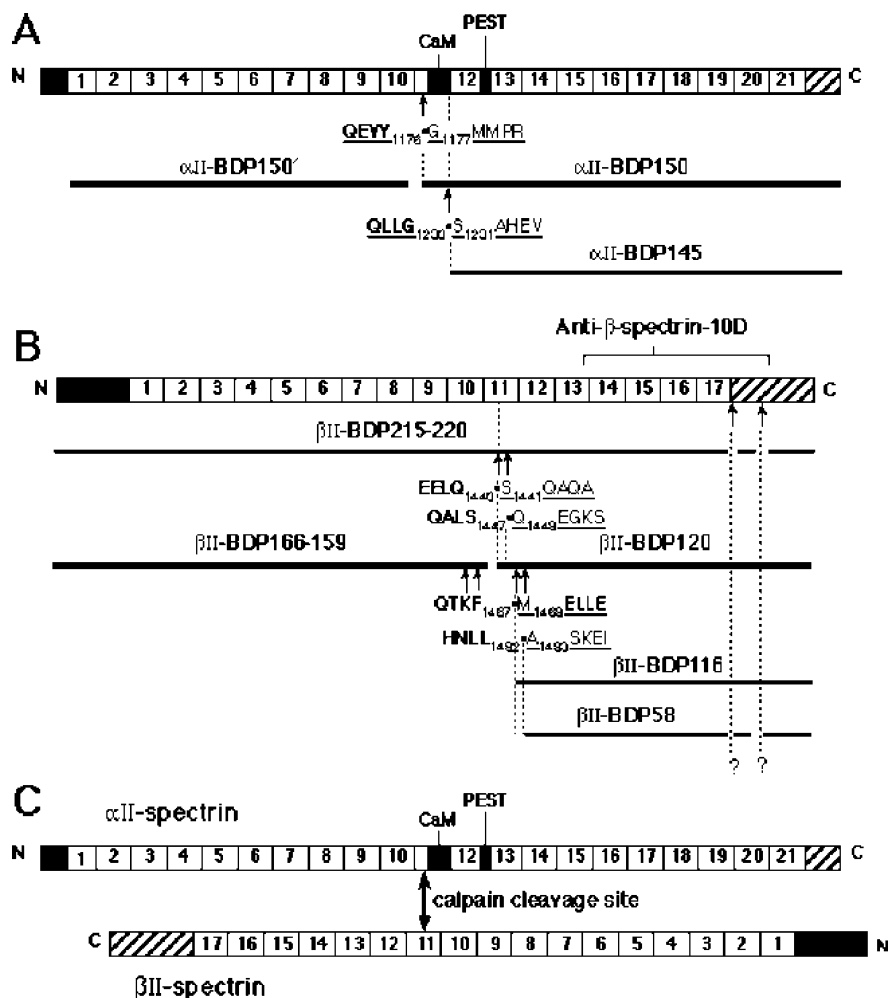 A
PEST
CaM
N 1 2 3 4 5 6 7 8 9 10 12 13 14 15 16 17 18 19 20 21 C
QEVY1176•G1177MMPR
αII-BDP150´ αII-BDP150
QLLG1230•S1231AHEV
αII-BDP145
Anti-β-spectrin-10D
B
N 1 2 3 4 5 6 7 8 9 10 11 12 13 14 15 16 17 C
βII-BDP215-220
EELQ1440•S1441QAQA
QALS1447•Q1448EGKS
βII-BDP166-159 βII-BDP120
QTKF1467•M1468ELLE
HNLL1482•A1483SKEI
βII-BDP116
βII-BDP58
? ?
C
αII-spectrin
PEST
CaM
N 1 2 3 4 5 6 7 8 9 10 12 13 14 15 16 17 18 19 20 21 C
calpain cleavage site
C 17 16 15 14 13 12 11 10 9 8 7 6 5 4 3 2 1 N
βII-spectrin